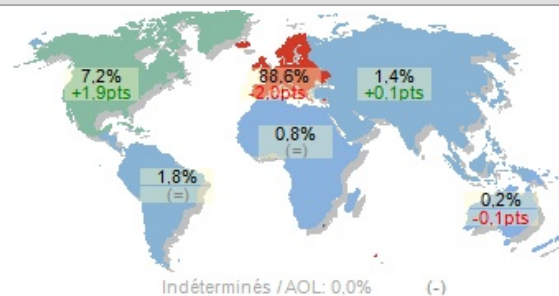 7,2%
+1,9pts
88,6%
-2,0pts
1,4%
+0,1pts
0,8%
(=)
1,8%
(=)
0,2%
-0,1pts
Indéterminés / AOL: 0,0% (-)